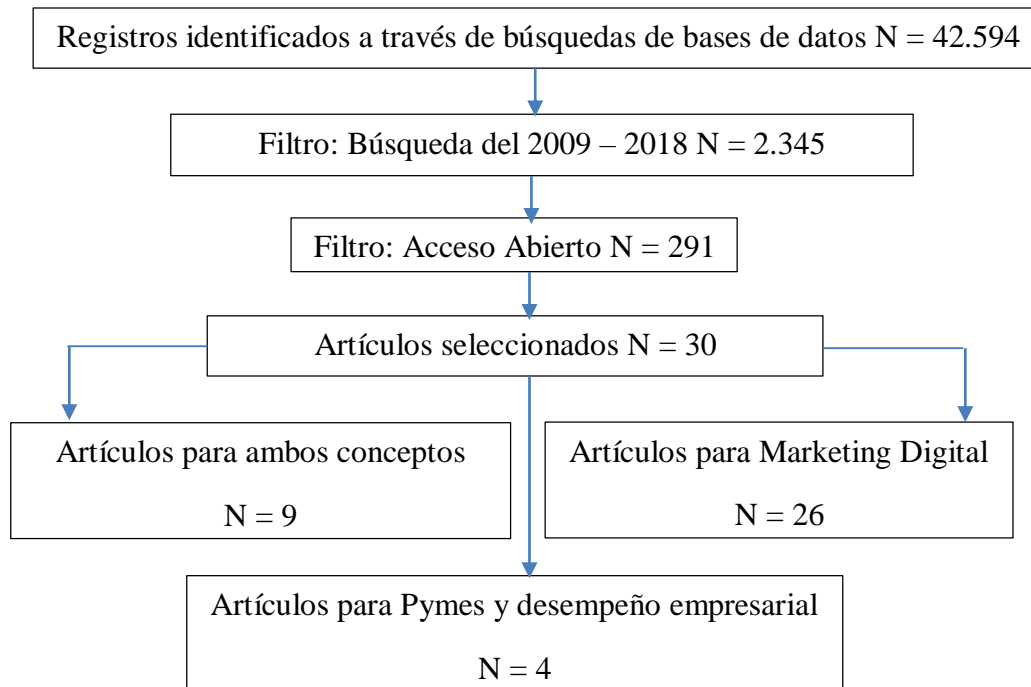 Registros identificados a través de búsquedas de bases de datos N = 42.594
Filtro: Búsqueda del 2009 – 2018 N = 2.345
Filtro: Acceso Abierto N = 291
Artículos seleccionados N = 30
Artículos para ambos conceptos
N = 9
Artículos para Marketing Digital
N = 26
Artículos para Pymes y desempeño empresarial
N = 4